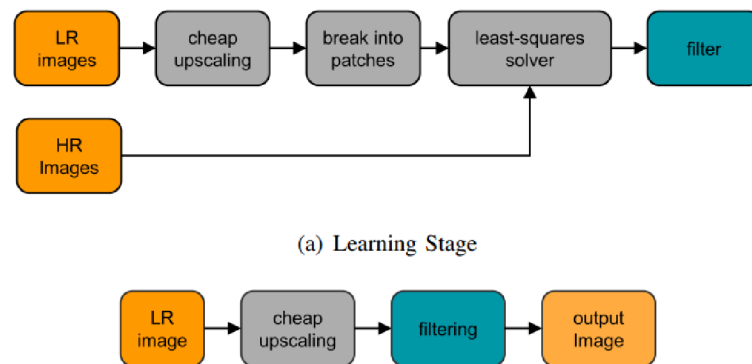 LR
images
cheap
upscaling
break into
patches
least-squares
solver
filter
HR
Images
(a) Learning Stage
LR
image
cheap
upscaling
filtering
output
Image